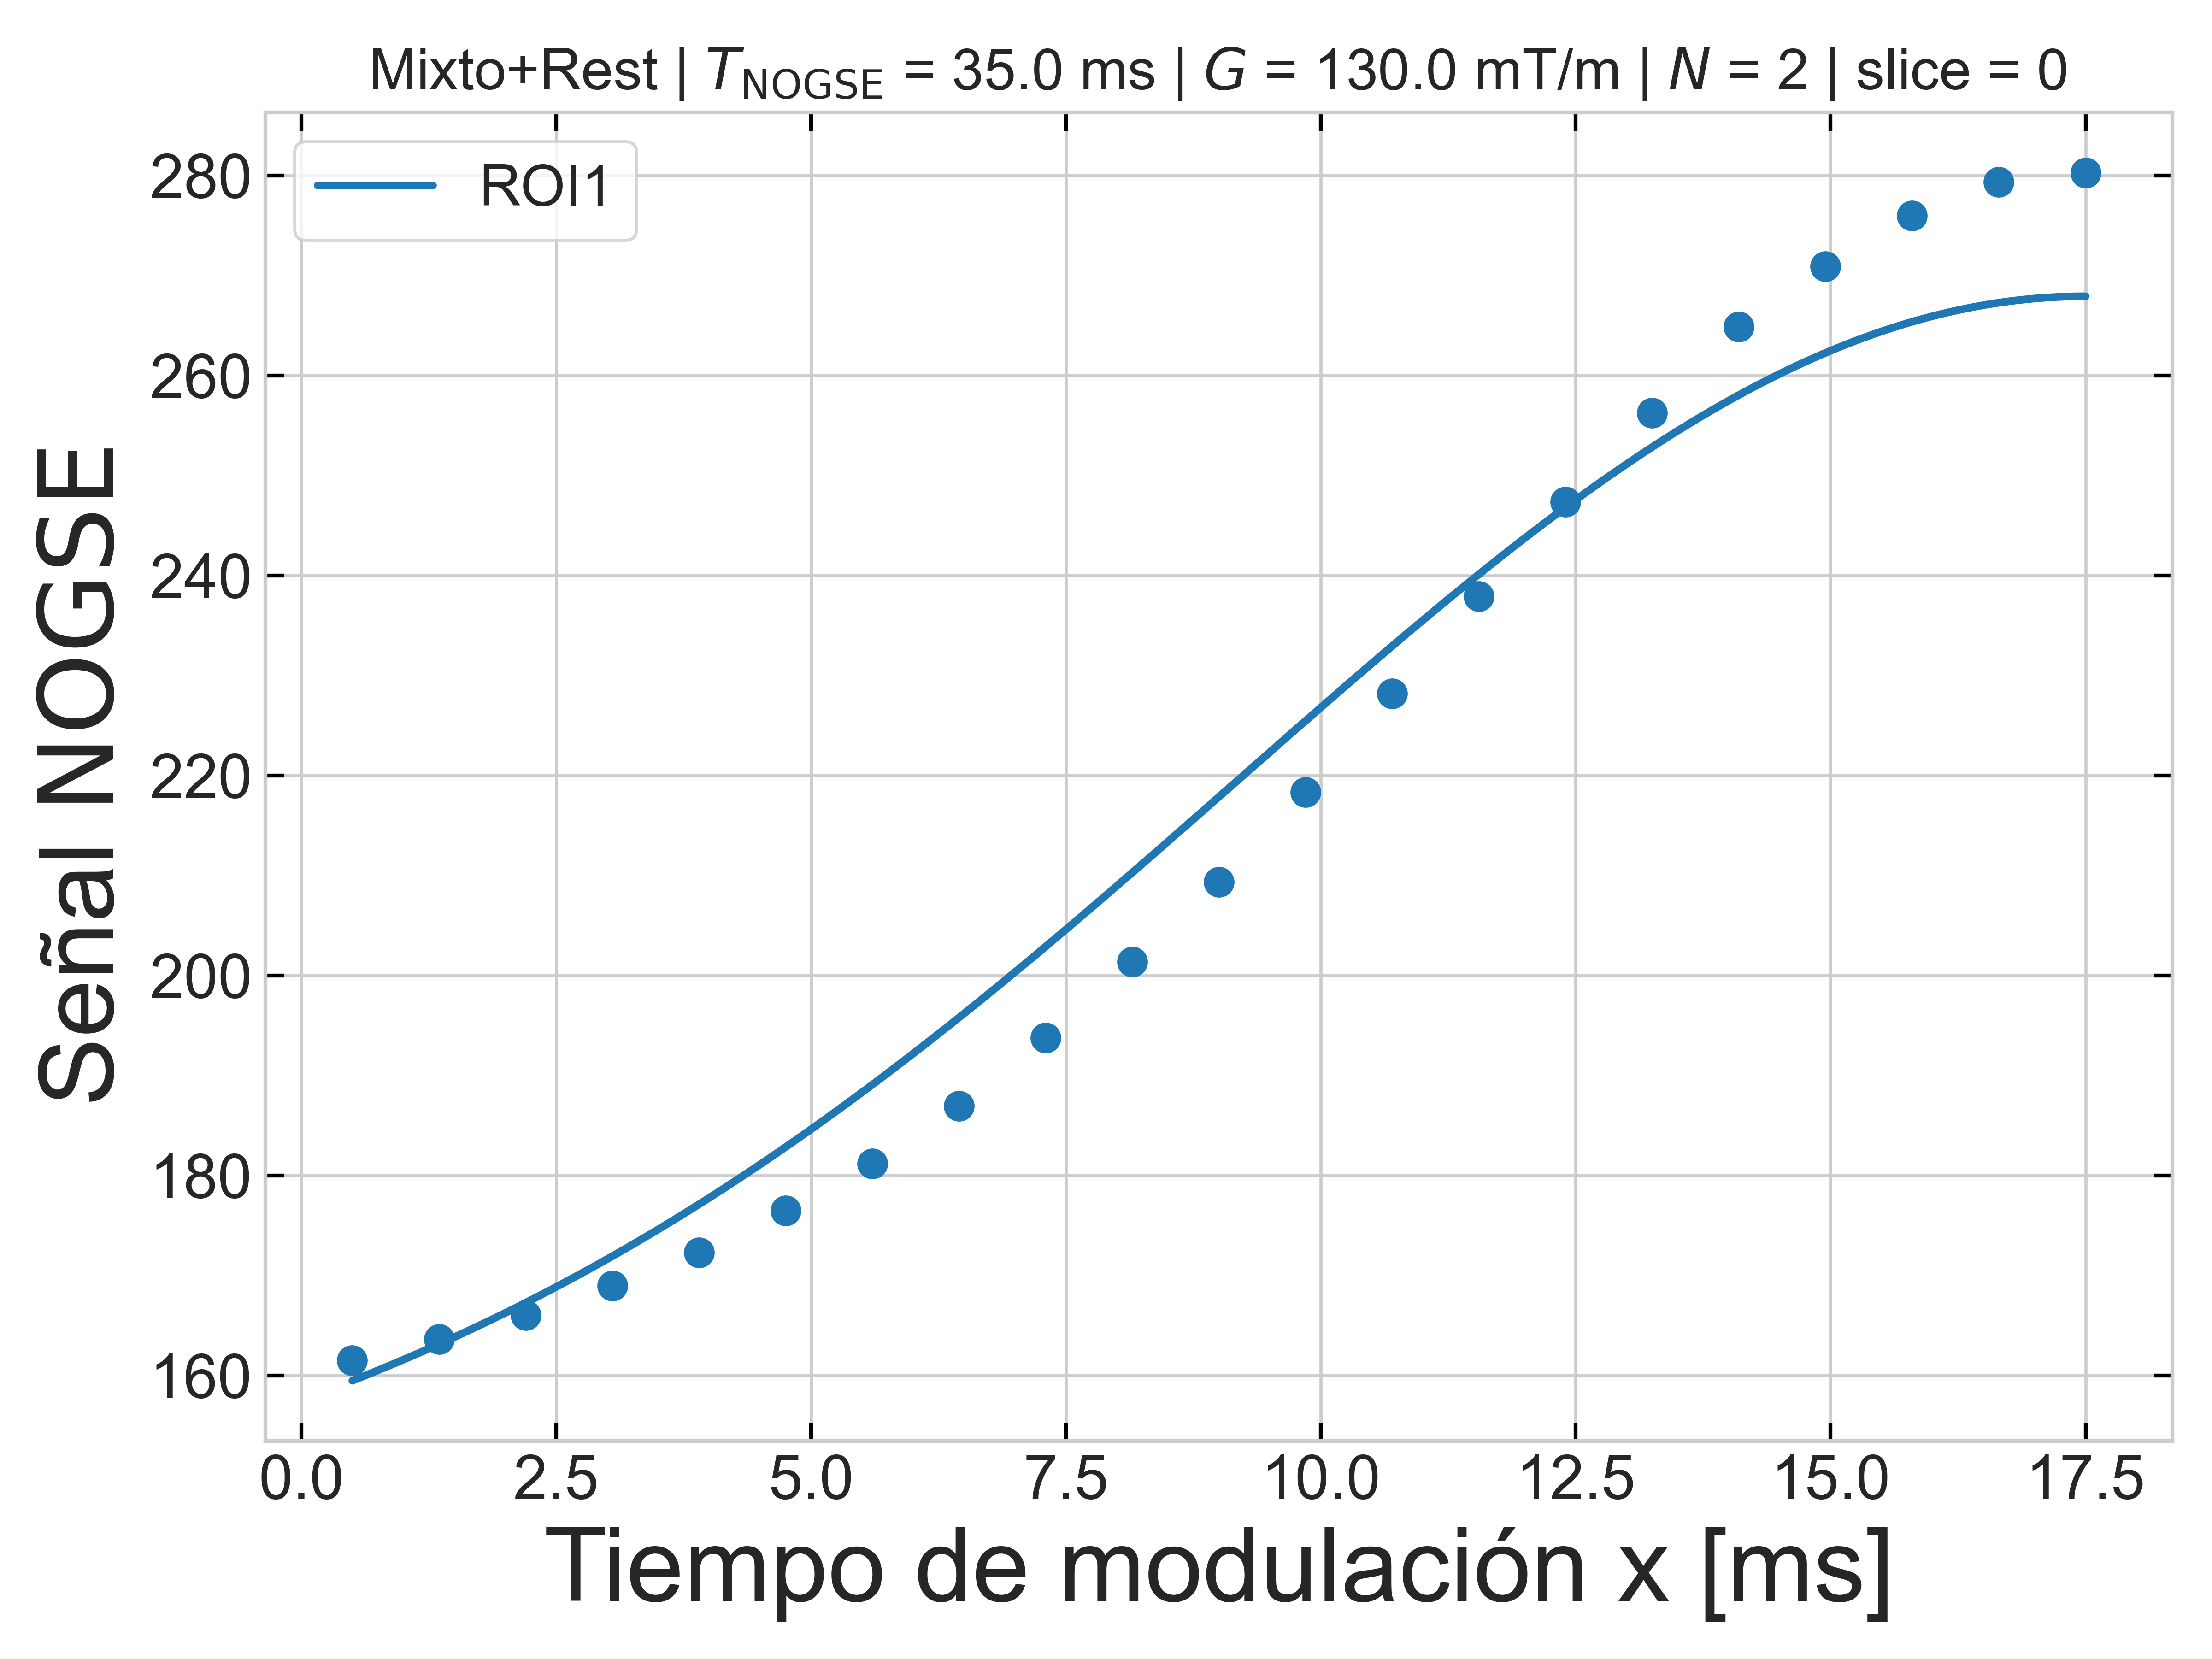 Mixto+Rest | T_NOGSE = 35.0 ms | G = 130.0 mT/m | N = 2 | slice = 0
ROI1
Señal NOGSE
280
260
240
220
200
180
160
0.0 2.5 5.0 7.5 10.0 12.5 15.0 17.5
Tiempo de modulación x [ms]